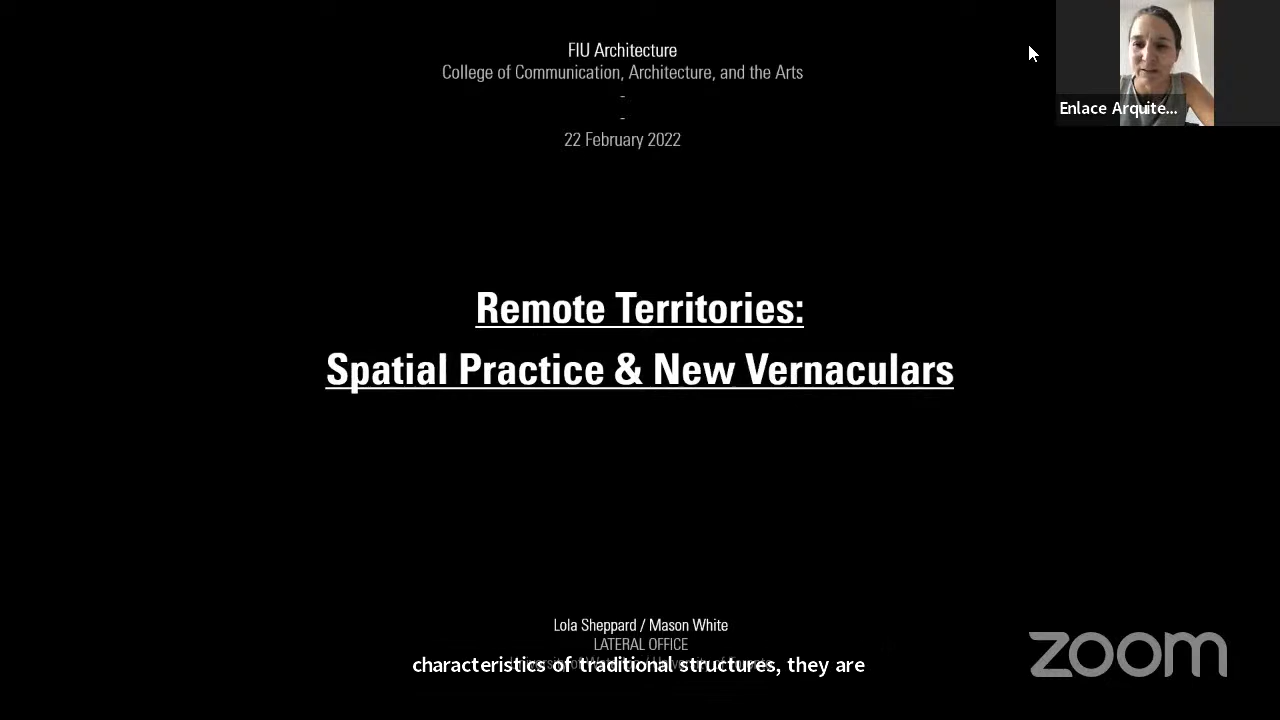 FIU Architecture
College of Communication, Architecture, and the Arts
-
-
22 February 2022
Enlace Arquite...
Remote Territories:
Spatial Practice & New Vernaculars
Lola Sheppard / Mason White
LATERAL OFFICE
characteristics of traditional structures, they are
zoom